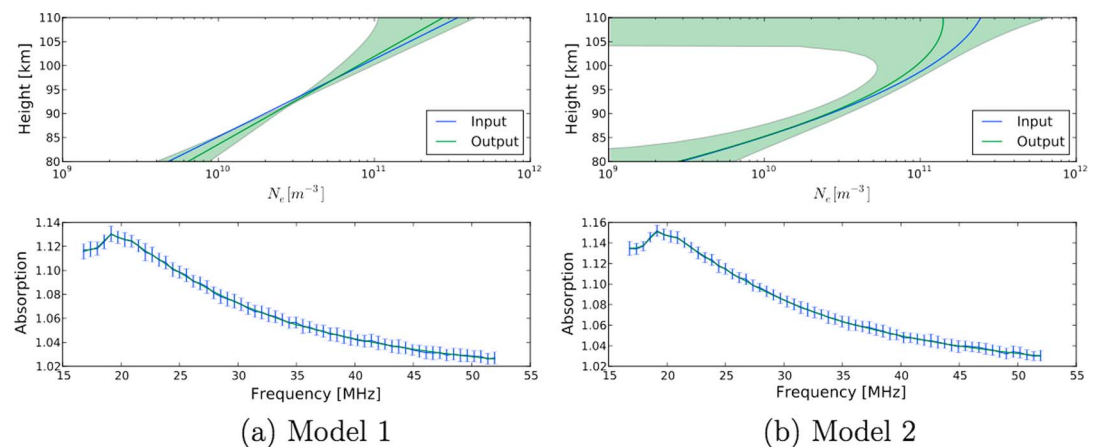 110
105
100
95
90
85
80
Height [km]
10^9 10^10 10^11 10^12
N_e[m^{-3}]
Input
Output
1.14
1.12
1.10
1.08
1.06
1.04
1.02
Absorption
15 20 25 30 35 40 45 50 55
Frequency [MHz]
(a) Model 1
110
105
100
95
90
85
80
Height [km]
10^9 10^10 10^11 10^12
N_e[m^{-3}]
Input
Output
1.16
1.14
1.12
1.10
1.08
1.06
1.04
1.02
Absorption
15 20 25 30 35 40 45 50 55
Frequency [MHz]
(b) Model 2